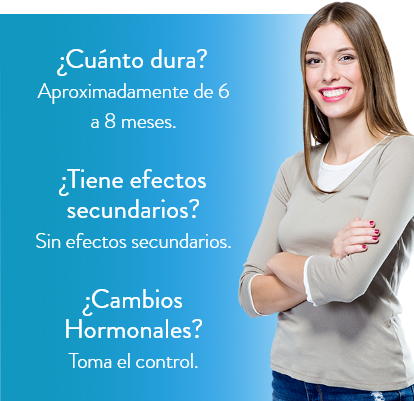 ¿Cuánto dura?
Aproximadamente de 6
a 8 meses.
¿Tiene efectos
secundarios?
Sin efectos secundarios.
¿Cambios
Hormonales?
Toma el control.